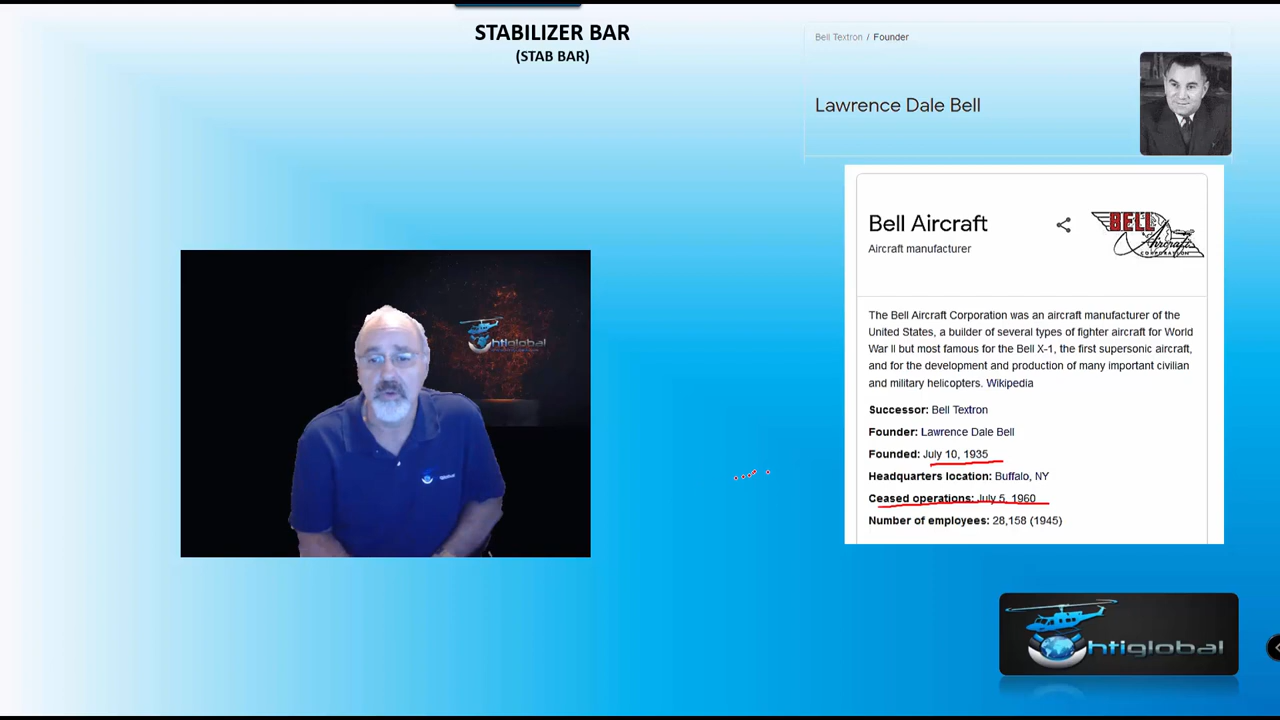 STABILIZER BAR
(STAB BAR)
Bell Textron / Founder
Lawrence Dale Bell
Bell Aircraft
Aircraft manufacturer
BELL
Aircraft
CORPORATION
The Bell Aircraft Corporation was an aircraft manufacturer of the
United States, a builder of several types of fighter aircraft for World
War II but most famous for the Bell X-1, the first supersonic aircraft,
and for the development and production of many important civilian
and military helicopters. Wikipedia
Successor: Bell Textron
Founder: Lawrence Dale Bell
Founded: July 10, 1935
Headquarters location: Buffalo, NY
Ceased operations: July 5, 1960
Number of employees: 28,158 (1945)
htiglobal
htiglobal